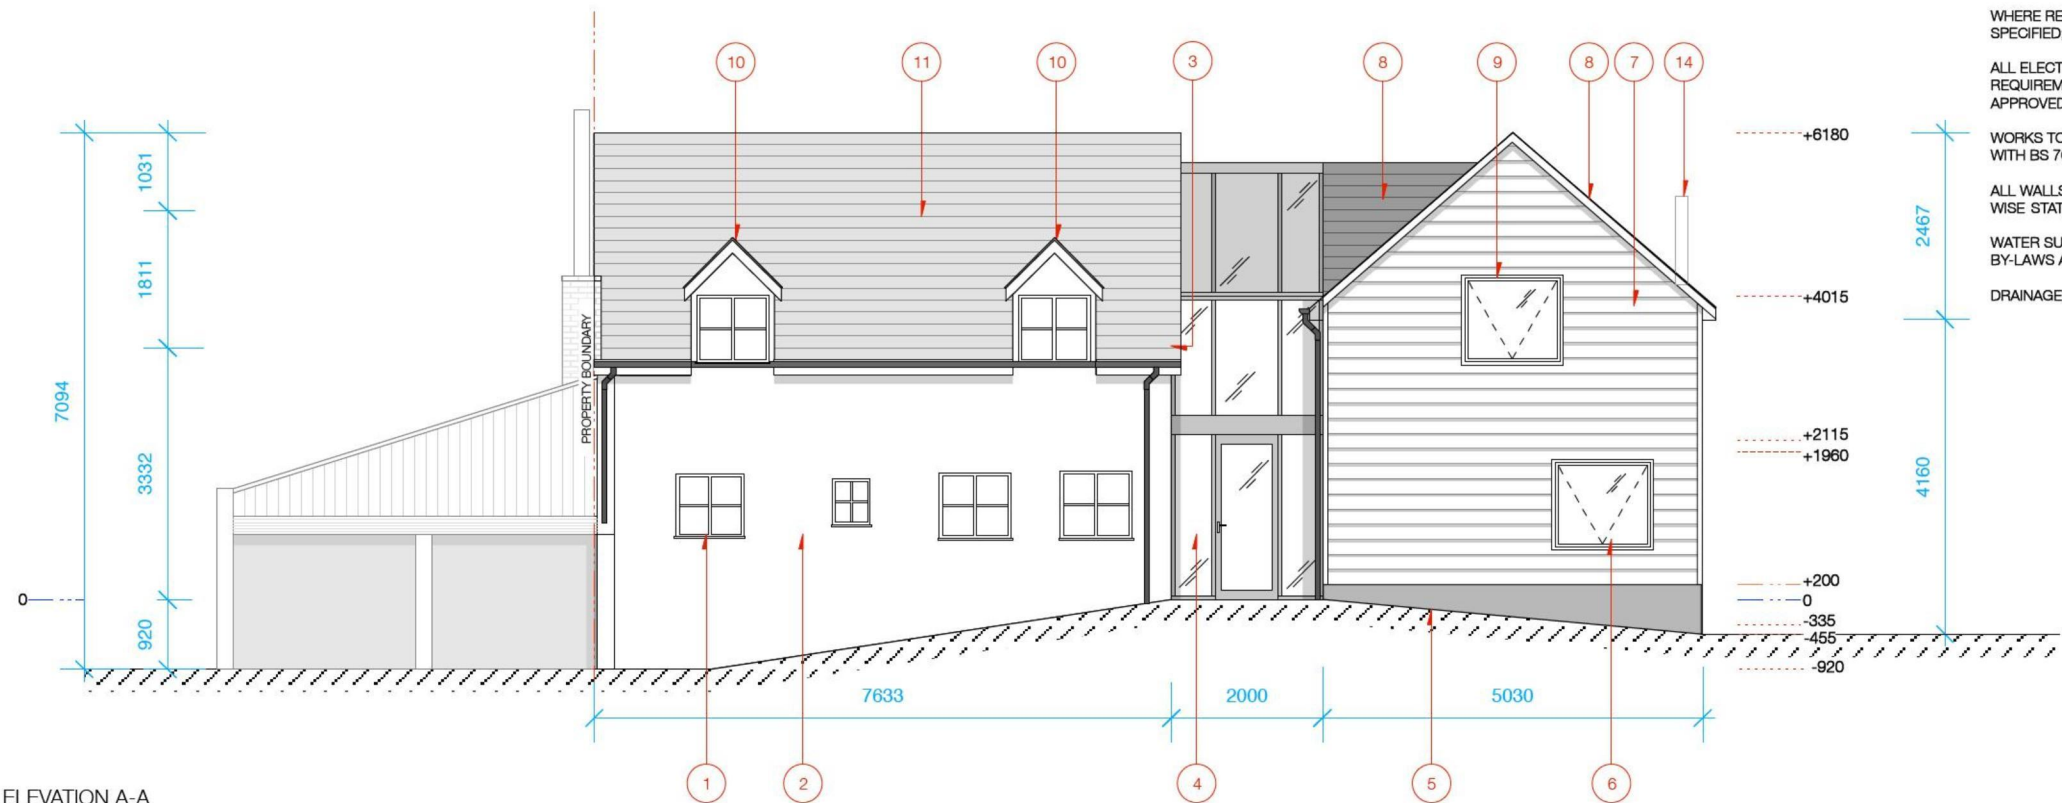 WHERE RE
SPECIFIED
ALL ELECT
REQUIREM
APPROVED
WORKS TO
WITH BS 70
ALL WALLS
WISE STAT
WATER SU
BY-LAWS A
DRAINAGE
10
11
10
3
8
9
8
7
14
+6180
+4015
+2115
+1960
+200
0
-335
-455
-920
2467
4160
1031
1811
3332
920
7094
0
PROPERTY BOUNDARY
7633
2000
5030
1
2
4
5
6
ELEVATION A-A